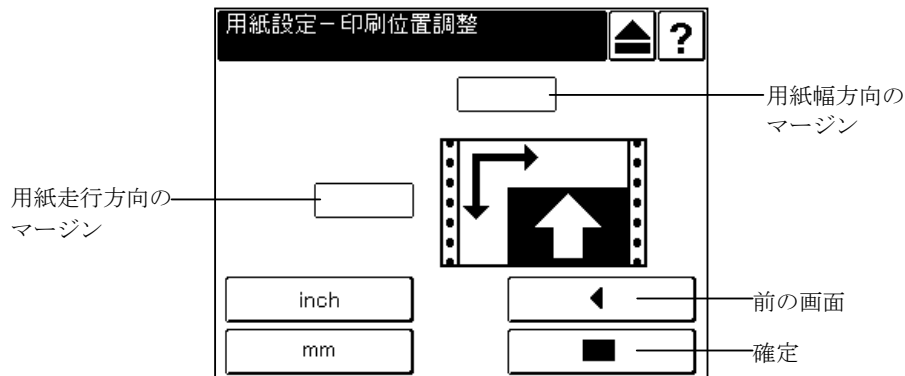 用紙設定－印刷位置調整
?
用紙幅方向の
マージン
用紙走行方向の
マージン
inch
前の画面
mm
確定